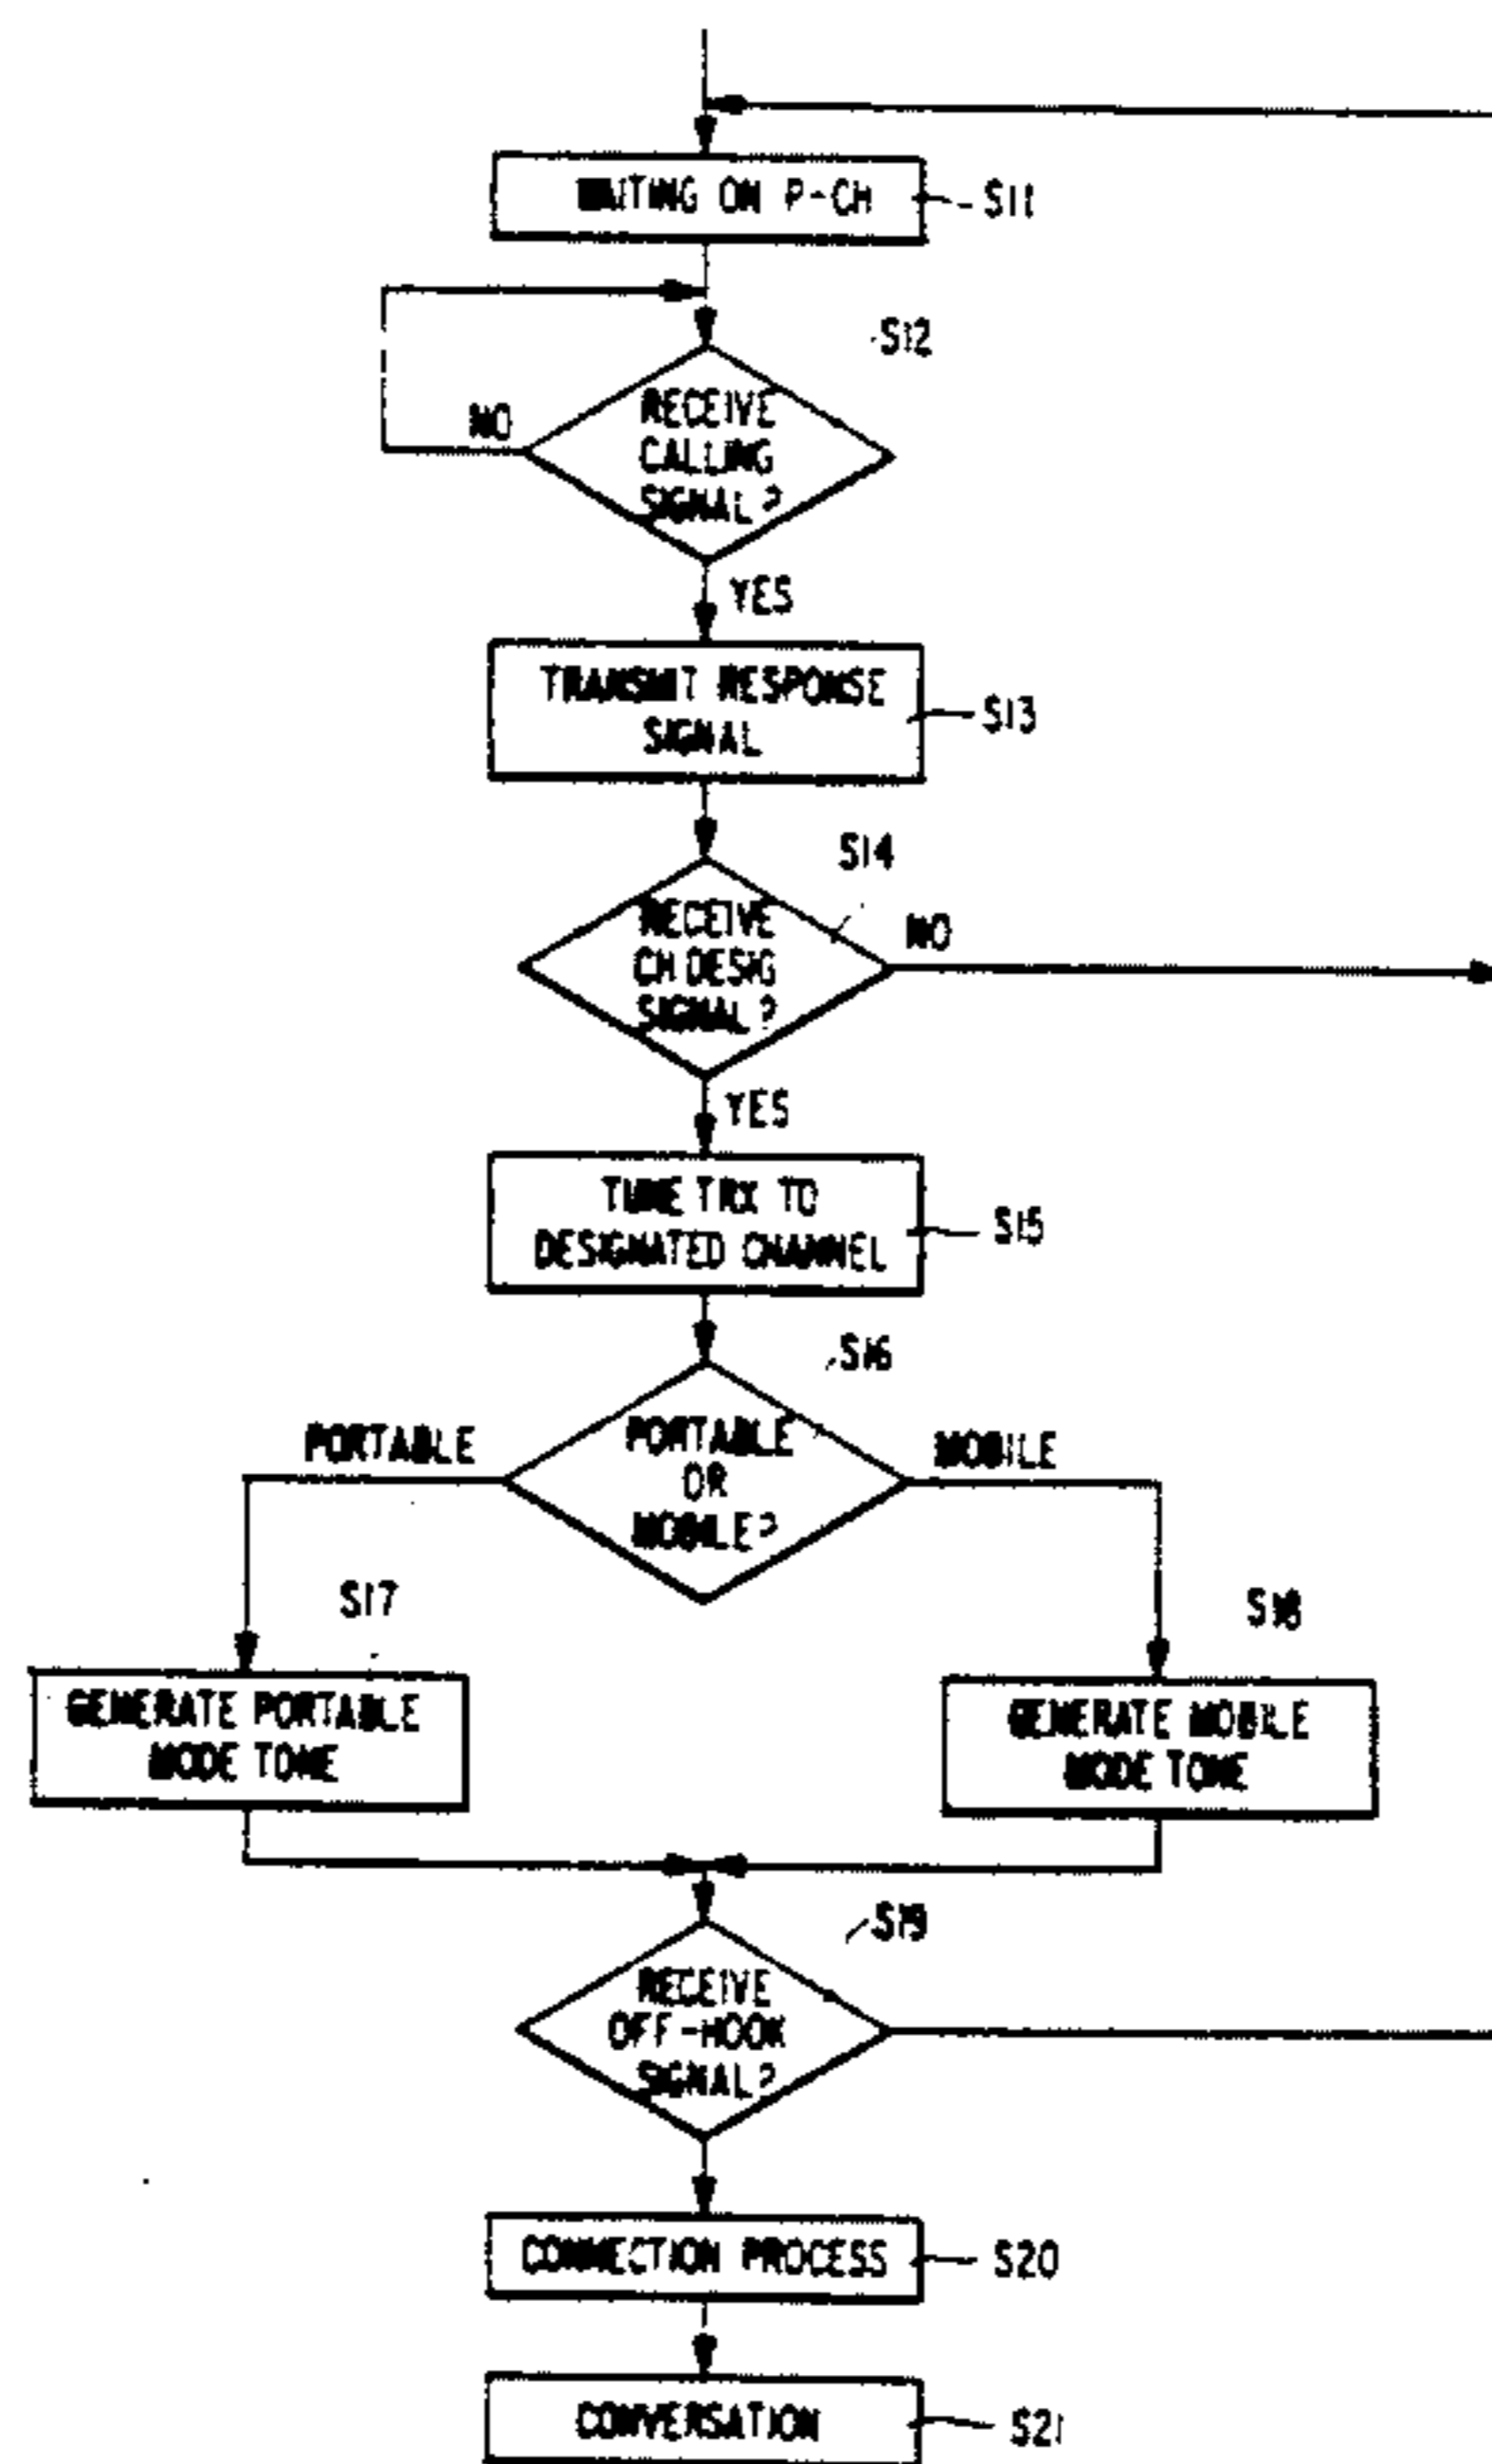 WAITING ON P-CH
S11
S12
NO
RECEIVE
CALLING
SIGNAL?
YES
TRANSMIT RESPONSE
SIGNAL
S13
S14
RECEIVE
CH DESIG
SIGNAL?
NO
YES
TUNE TRX TO
DESIGNATED CHANNEL
S15
S16
PORTABLE
PORTABLE
OR
MOBILE?
MOBILE
S17
S18
GENERATE PORTABLE
MODE TONE
GENERATE MOBILE
MODE TONE
S19
RECEIVE
OFF-HOOK
SIGNAL?
CONNECTION PROCESS
S20
CONVERSATION
S21